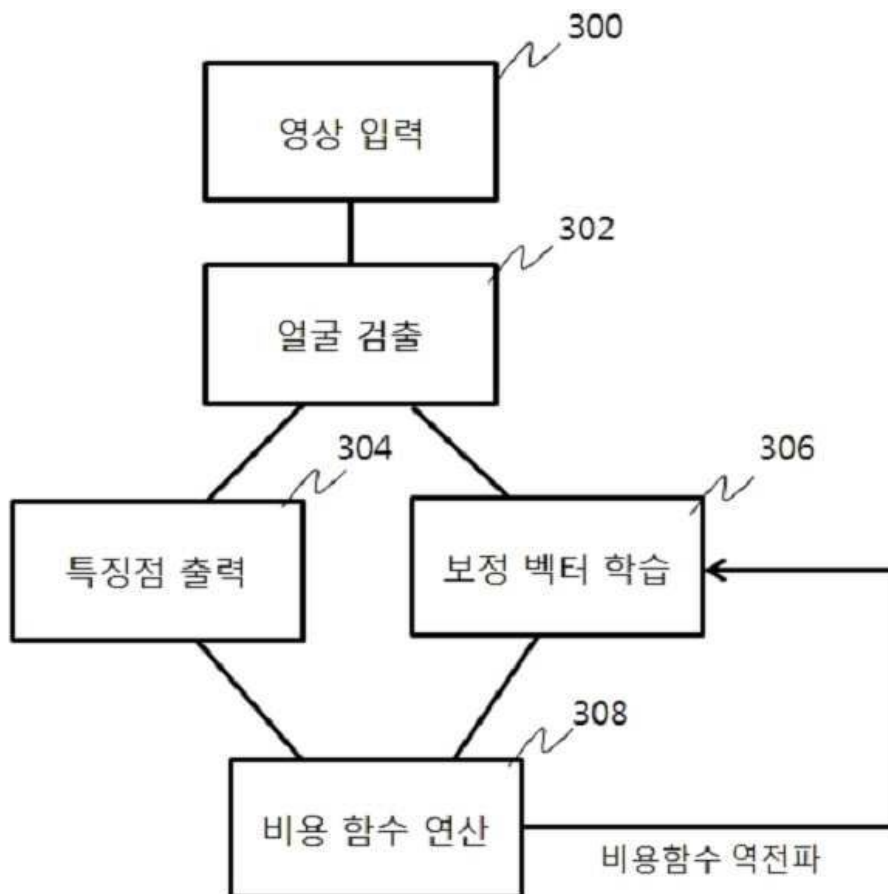 300
영상 입력
302
얼굴 검출
304
306
특징점 출력
보정 벡터 학습
308
비용 함수 연산
비용함수 역전파